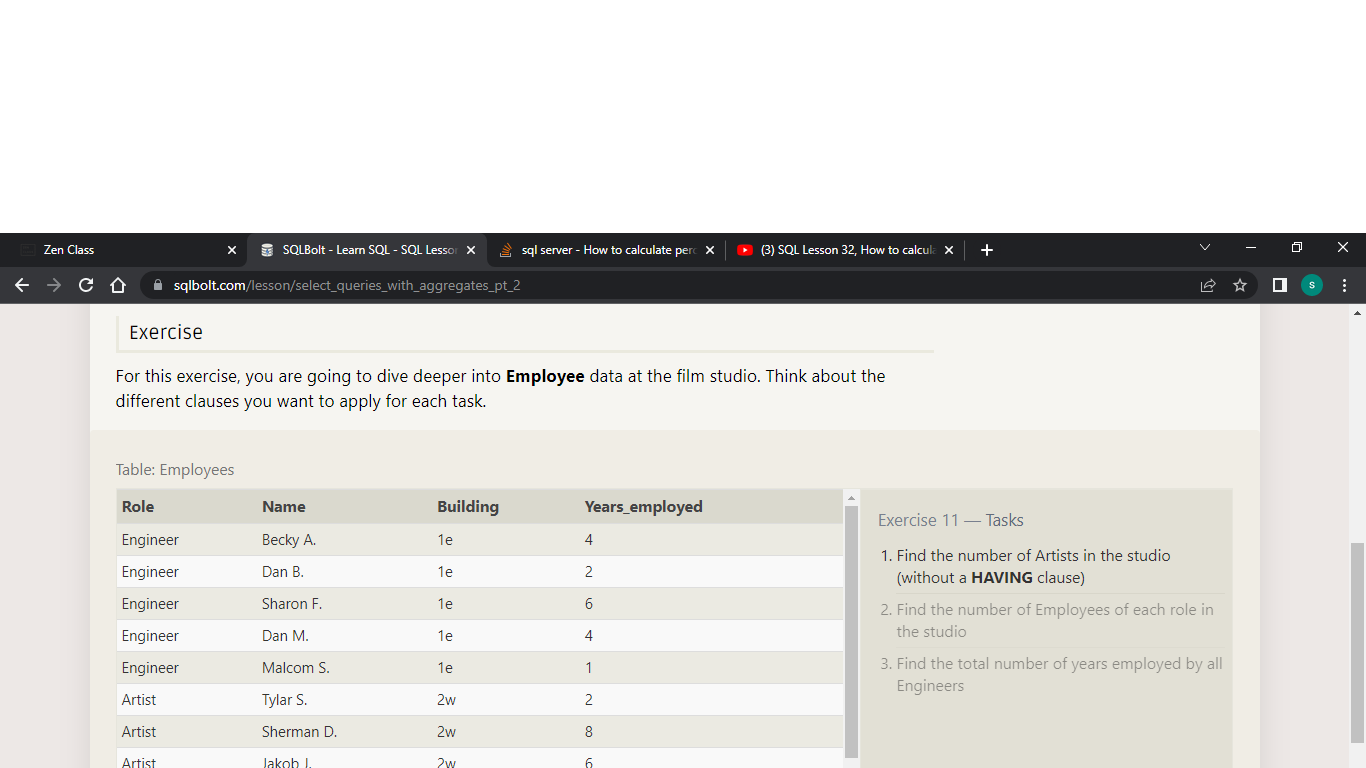 Zen Class
SQLBolt - Learn SQL - SQL Lesson
sql server - How to calculate perc
(3) SQL Lesson 32, How to calcula
sqlbolt.com/lesson/select_queries_with_aggregates_pt_2
S
Exercise
For this exercise, you are going to dive deeper into Employee data at the film studio. Think about the
different clauses you want to apply for each task.
Table: Employees
Role Name Building Years_employed
Engineer Becky A. 1e 4
Engineer Dan B. 1e 2
Engineer Sharon F. 1e 6
Engineer Dan M. 1e 4
Engineer Malcom S. 1e 1
Artist Tylar S. 2w 2
Artist Sherman D. 2w 8
Artist Jakob J. 2w 6
Exercise 11 — Tasks
1. Find the number of Artists in the studio
(without a HAVING clause)
2. Find the number of Employees of each role in
the studio
3. Find the total number of years employed by all
Engineers